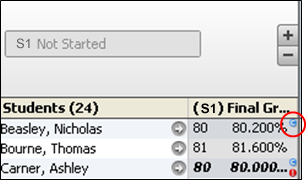 S1 Not Started
+
-
Students (24) (S1) Final Gr...
Beasley, Nicholas 80 80.200%
Bourne, Thomas 81 81.600%
Carner, Ashley 80 80.000...